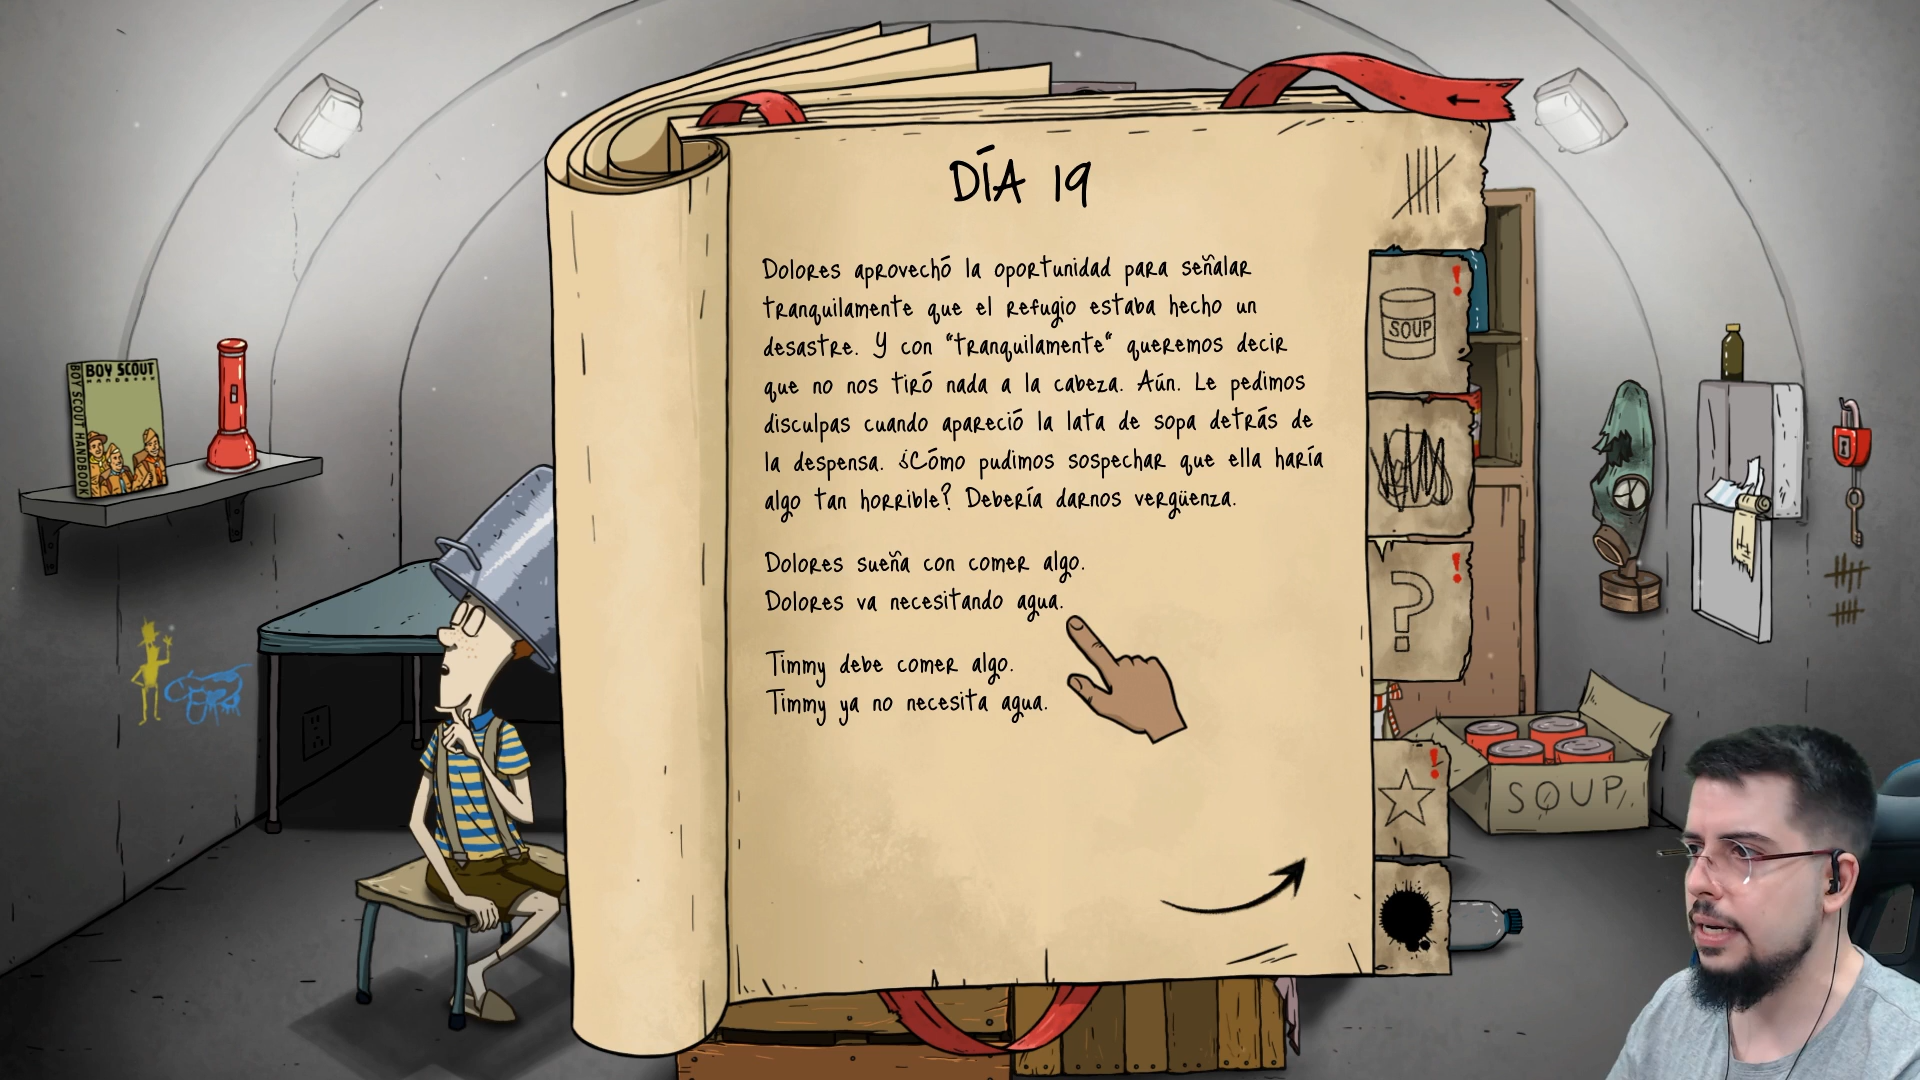 DÍA 19
Dolores aprovechó la oportunidad para señalar
tranquilamente que el refugio estaba hecho un
desastre. Y con "tranquilamente" queremos decir
que no nos tiró nada a la cabeza. Aún. Le pedimos
disculpas cuando apareció la lata de sopa detrás de
la despensa. ¿Cómo pudimos sospechar que ella haría
algo tan horrible? Debería darnos vergüenza.
Dolores sueña con comer algo.
Dolores va necesitando agua.
Timmy debe comer algo.
Timmy ya no necesita agua.
BOY SCOUT
HANDBOOK
BOY SCOUT HANDBOOK
SOUP
!
?
!
!
SOUP